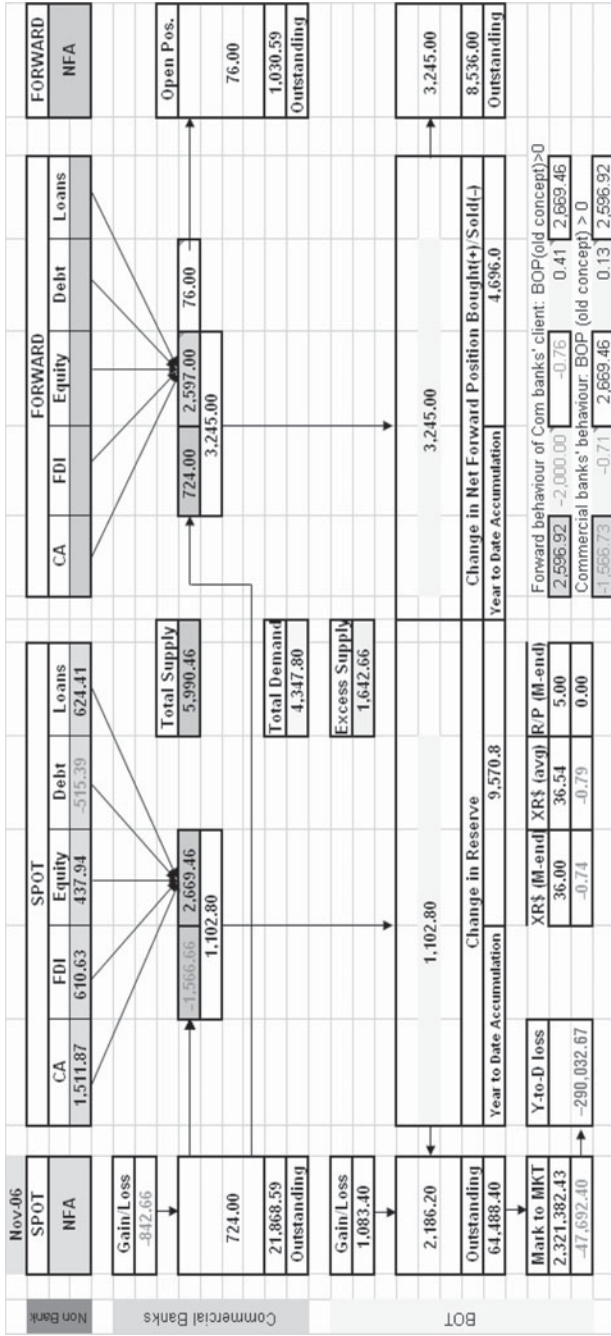 Nov-06
SPOT SPOT FORWARD FORWARD
NFA CA FDI Equity Debt Loans CA FDI Equity Debt Loans NFA
Non Bank 1,511.87 610.63 437.94 -515.39 624.41
Gain/Loss
-842.66
Total Supply
5,990.46
Open Pos.
Commercial Banks
724.00 -1,566.66 2,669.46 724.00 2,597.00 76.00 76.00
1,102.80 3,245.00
21,868.59 1,030.59
Outstanding Outstanding
Total Demand
4,347.80
Gain/Loss
1,083.40
Excess Supply
1,642.66
BOT
2,186.20 1,102.80 3,245.00 3,245.00
Outstanding Change in Reserve Change in Net Forward Position Bought(+)/Sold(-) 8,536.00
64,488.40 Year to Date Accumulation 9,570.8 Year to Date Accumulation 4,696.0 Outstanding
Mark to MKT Y-to-D loss XR$ (M-end) XR$ (avg) R/P (M-end)
2,321,382.43 36.00 36.54 5.00
-47,692.40 -290,032.67 -0.74 -0.79 0.00
Forward behaviour of Com banks' client: BOP(old concept)>0
2,596.92 -2,000.00 -0.76 0.41 2,669.46
Commercial banks' behaviour: BOP (old concept) > 0
-1,566.73 -0.71 2,669.46 0.13 2,596.92